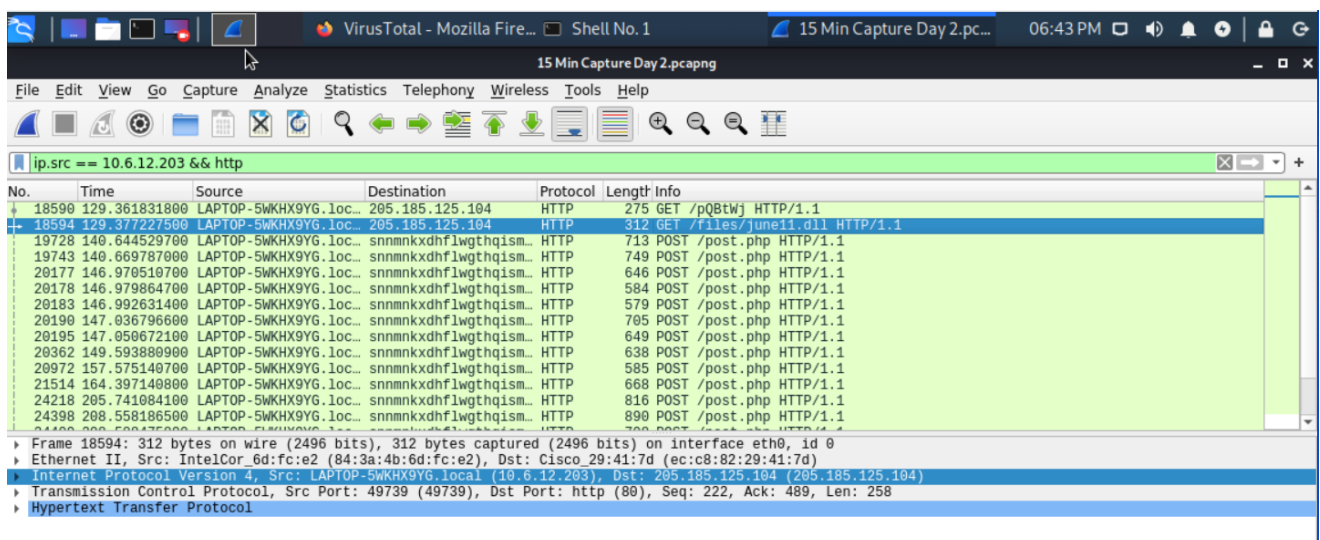 VirusTotal - Mozilla Fire... Shell No. 1 15 Min Capture Day 2.pc... 06:43 PM
15 Min Capture Day 2.pcapng
File Edit View Go Capture Analyze Statistics Telephony Wireless Tools Help
ip.src == 10.6.12.203 && http
No. Time Source Destination Protocol Length Info
18590 129.361831800 LAPTOP-5WKHX9YG.loc… 205.185.125.104 HTTP 275 GET /pQBtWj HTTP/1.1
18594 129.377227500 LAPTOP-5WKHX9YG.loc… 205.185.125.104 HTTP 312 GET /files/june11.dll HTTP/1.1
19728 140.644529700 LAPTOP-5WKHX9YG.loc… snnmnkxdhflwgthqism… HTTP 713 POST /post.php HTTP/1.1
19743 140.669787000 LAPTOP-5WKHX9YG.loc… snnmnkxdhflwgthqism… HTTP 749 POST /post.php HTTP/1.1
20177 146.970510700 LAPTOP-5WKHX9YG.loc… snnmnkxdhflwgthqism… HTTP 646 POST /post.php HTTP/1.1
20178 146.979864700 LAPTOP-5WKHX9YG.loc… snnmnkxdhflwgthqism… HTTP 584 POST /post.php HTTP/1.1
20183 146.992631400 LAPTOP-5WKHX9YG.loc… snnmnkxdhflwgthqism… HTTP 579 POST /post.php HTTP/1.1
20190 147.036796600 LAPTOP-5WKHX9YG.loc… snnmnkxdhflwgthqism… HTTP 705 POST /post.php HTTP/1.1
20195 147.050672100 LAPTOP-5WKHX9YG.loc… snnmnkxdhflwgthqism… HTTP 649 POST /post.php HTTP/1.1
20362 149.593880900 LAPTOP-5WKHX9YG.loc… snnmnkxdhflwgthqism… HTTP 638 POST /post.php HTTP/1.1
20972 157.575140700 LAPTOP-5WKHX9YG.loc… snnmnkxdhflwgthqism… HTTP 585 POST /post.php HTTP/1.1
21514 164.397140800 LAPTOP-5WKHX9YG.loc… snnmnkxdhflwgthqism… HTTP 668 POST /post.php HTTP/1.1
24218 205.741084100 LAPTOP-5WKHX9YG.loc… snnmnkxdhflwgthqism… HTTP 816 POST /post.php HTTP/1.1
24398 208.558186500 LAPTOP-5WKHX9YG.loc… snnmnkxdhflwgthqism… HTTP 890 POST /post.php HTTP/1.1
Frame 18594: 312 bytes on wire (2496 bits), 312 bytes captured (2496 bits) on interface eth0, id 0
Ethernet II, Src: IntelCor_6d:fc:e2 (84:3a:4b:6d:fc:e2), Dst: Cisco_29:41:7d (ec:c8:82:29:41:7d)
Internet Protocol Version 4, Src: LAPTOP-5WKHX9YG.local (10.6.12.203), Dst: 205.185.125.104 (205.185.125.104)
Transmission Control Protocol, Src Port: 49739 (49739), Dst Port: http (80), Seq: 222, Ack: 489, Len: 258
Hypertext Transfer Protocol